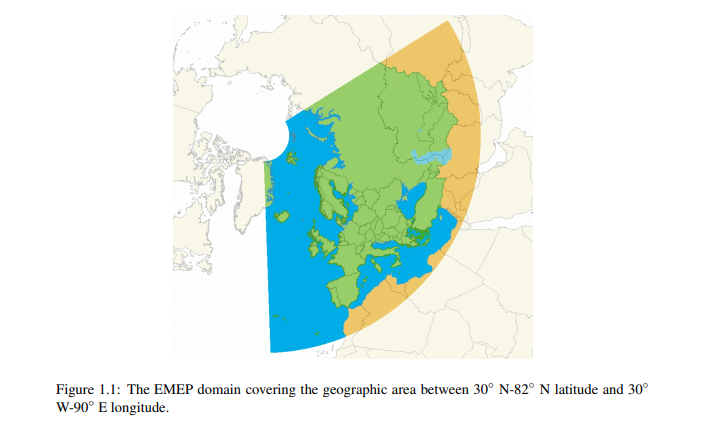 Figure 1.1: The EMEP domain covering the geographic area between 30° N-82° N latitude and 30°
W-90° E longitude.